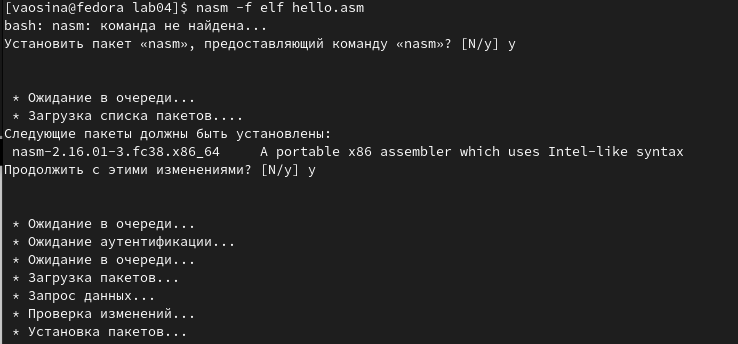 [vaosina@fedora lab04]$ nasm -f elf hello.asm
bash: nasm: команда не найдена...
Установить пакет «nasm», предоставляющий команду «nasm»? [N/y] y
* Ожидание в очереди...
* Загрузка списка пакетов....
Следующие пакеты должны быть установлены:
nasm-2.16.01-3.fc38.x86_64 A portable x86 assembler which uses Intel-like syntax
Продолжить с этими изменениями? [N/y] y
* Ожидание в очереди...
* Ожидание аутентификации...
* Ожидание в очереди...
* Загрузка пакетов...
* Запрос данных...
* Проверка изменений...
* Установка пакетов...